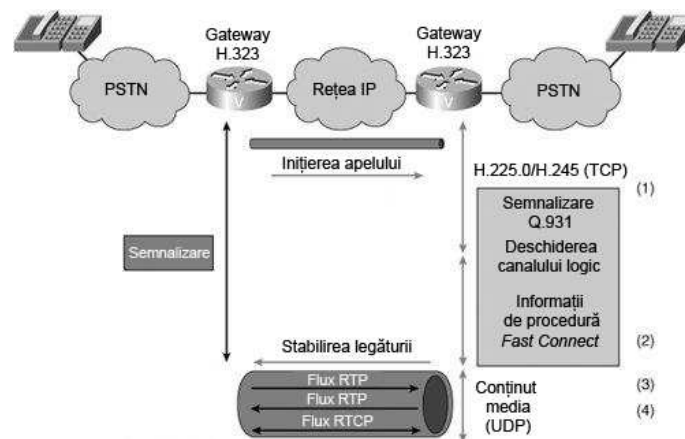 Gateway
H.323
Gateway
H.323
PSTN
V
Rețea IP
V
PSTN
Inițierea apelului
H.225.0/H.245 (TCP)
(1)
Semnalizare
Q.931
Semnalizare
Deschiderea
canalului logic
Informații
de procedură
Fast Connect
(2)
Stabilirea legăturii
Flux RTP
Flux RTP
Flux RTCP
Conținut
media
(UDP)
(3)
(4)